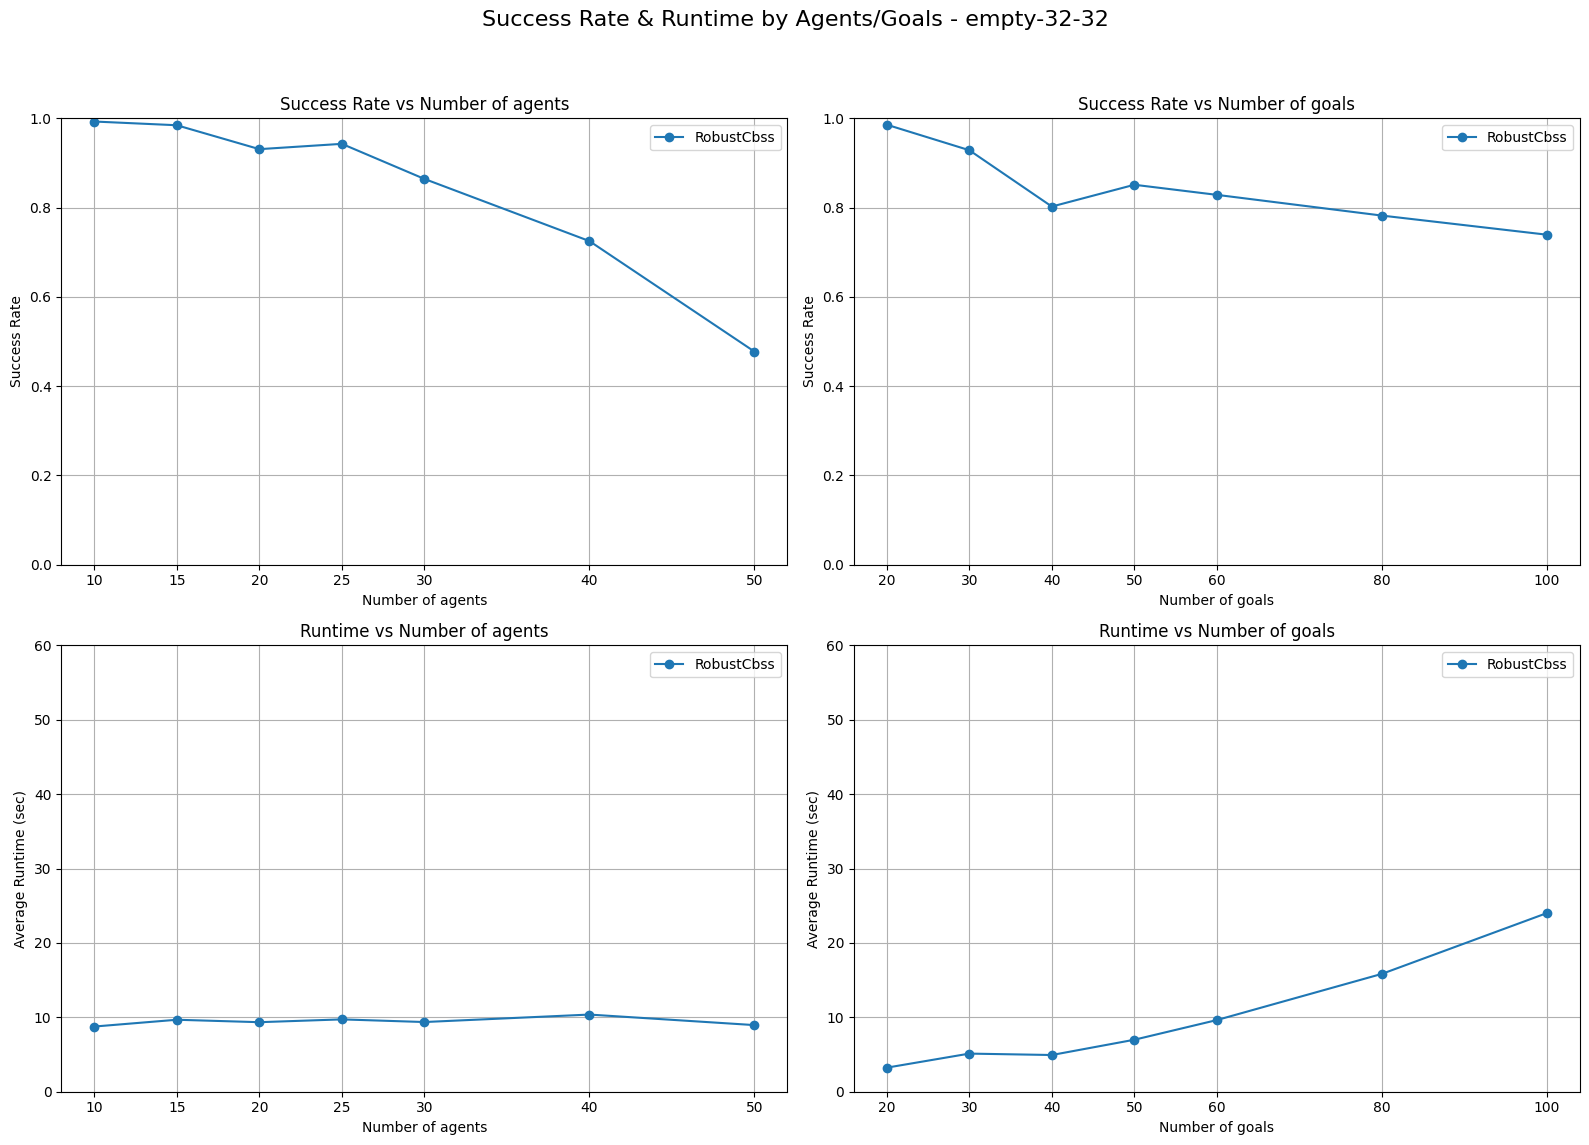 Success Rate & Runtime by Agents/Goals - empty-32-32
Success Rate vs Number of agents
RobustCbss
Success Rate
1.0
0.8
0.6
0.4
0.2
0.0
10 15 20 25 30 40 50
Number of agents
Success Rate vs Number of goals
RobustCbss
Success Rate
1.0
0.8
0.6
0.4
0.2
0.0
20 30 40 50 60 80 100
Number of goals
Runtime vs Number of agents
RobustCbss
Average Runtime (sec)
60
50
40
30
20
10
0
10 15 20 25 30 40 50
Number of agents
Runtime vs Number of goals
RobustCbss
Average Runtime (sec)
60
50
40
30
20
10
0
20 30 40 50 60 80 100
Number of goals